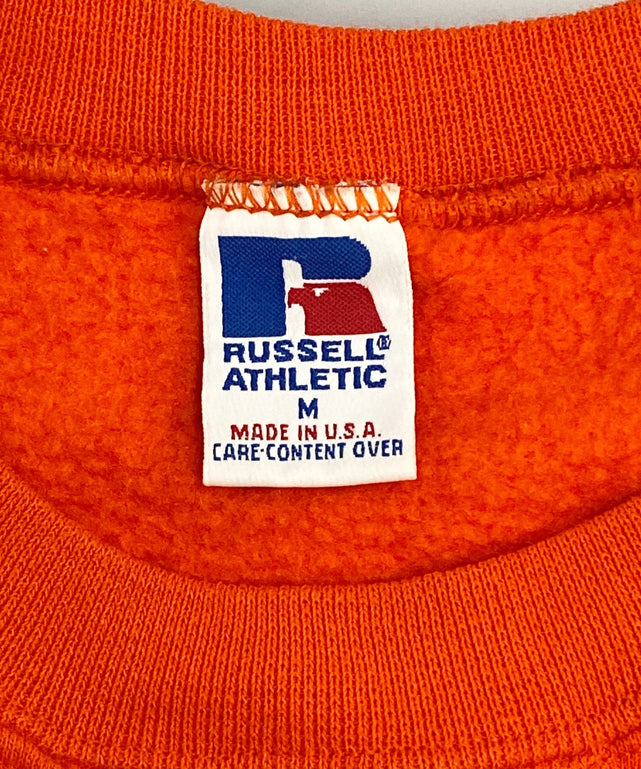 RUSSELL®
ATHLETIC
M
MADE IN U.S.A.
CARE-CONTENT OVER